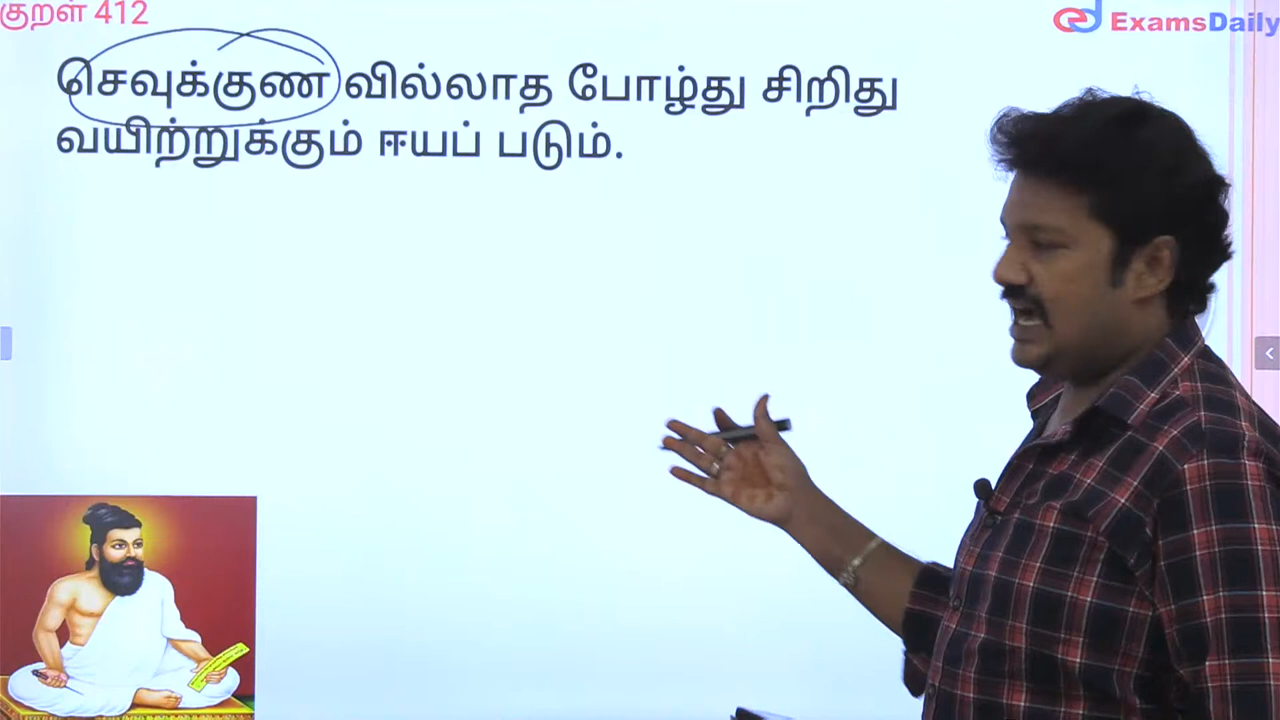 குறள் 412
ExamsDaily
செவுக்குண வில்லாத போழ்து சிறிது
வயிற்றுக்கும் ஈயப் படும்.